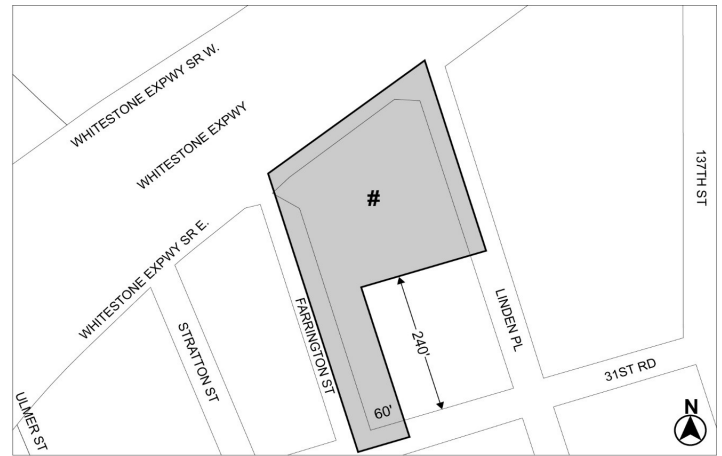 WHITESTONE EXPWY SR W.
WHITESTONE EXPWY
#
137TH ST
WHITESTONE EXPWY SR E.
STRATTON ST
FARRINGTON ST
240'
LINDEN PL
31ST RD
60'
ULMER ST
N